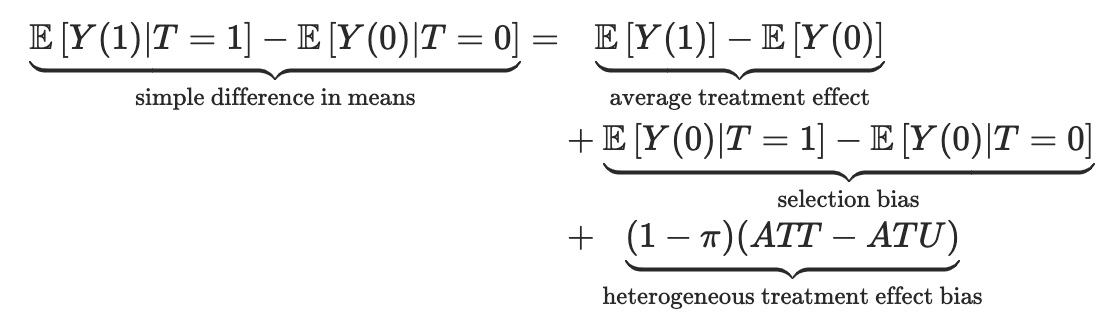 𝔼 [Y(1)|T = 1] − 𝔼 [Y(0)|T = 0] = 𝔼 [Y(1)] − 𝔼 [Y(0)]
simple difference in means average treatment effect
+ 𝔼 [Y(0)|T = 1] − 𝔼 [Y(0)|T = 0]
selection bias
+ (1 − π)(ATT − ATU)
heterogeneous treatment effect bias